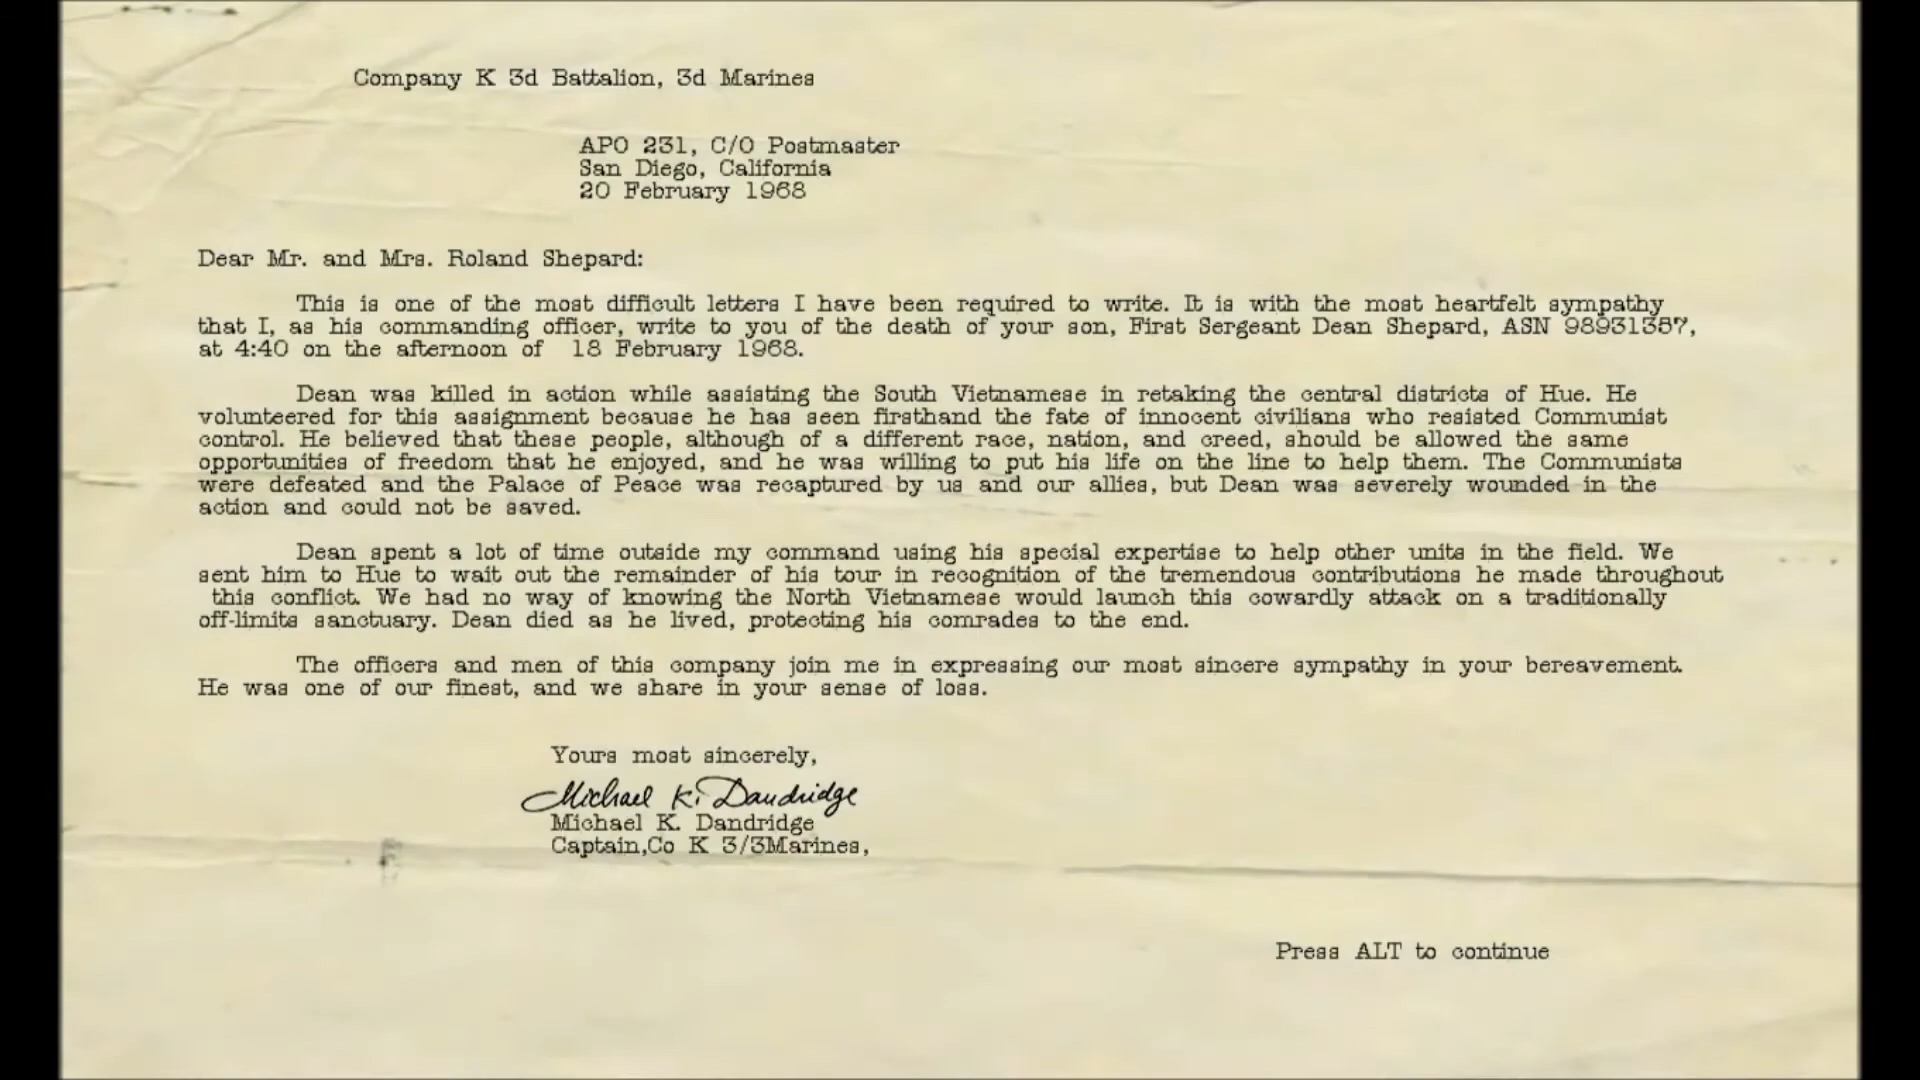 Company K 3d Battalion, 3d Marines
APO 231, C/O Postmaster
San Diego, California
20 February 1968
Dear Mr. and Mrs. Roland Shepard:
This is one of the most difficult letters I have been required to write. It is with the most heartfelt sympathy
that I, as his commanding officer, write to you of the death of your son, First Sergeant Dean Shepard, ASN 98931357,
at 4:40 on the afternoon of 18 February 1968.
Dean was killed in action while assisting the South Vietnamese in retaking the central districts of Hue. He
volunteered for this assignment because he has seen firsthand the fate of innocent civilians who resisted Communist
control. He believed that these people, although of a different race, nation, and creed, should be allowed the same
opportunities of freedom that he enjoyed, and he was willing to put his life on the line to help them. The Communists
were defeated and the Palace of Peace was recaptured by us and our allies, but Dean was severely wounded in the
action and could not be saved.
Dean spent a lot of time outside my command using his special expertise to help other units in the field. We
sent him to Hue to wait out the remainder of his tour in recognition of the tremendous contributions he made throughout
this conflict. We had no way of knowing the North Vietnamese would launch this cowardly attack on a traditionally
off-limits sanctuary. Dean died as he lived, protecting his comrades to the end.
The officers and men of this company join me in expressing our most sincere sympathy in your bereavement.
He was one of our finest, and we share in your sense of loss.
Yours most sincerely,
Michael K. Dandridge
Michael K. Dandridge
Captain,Co K 3/3Marines,
Press ALT to continue